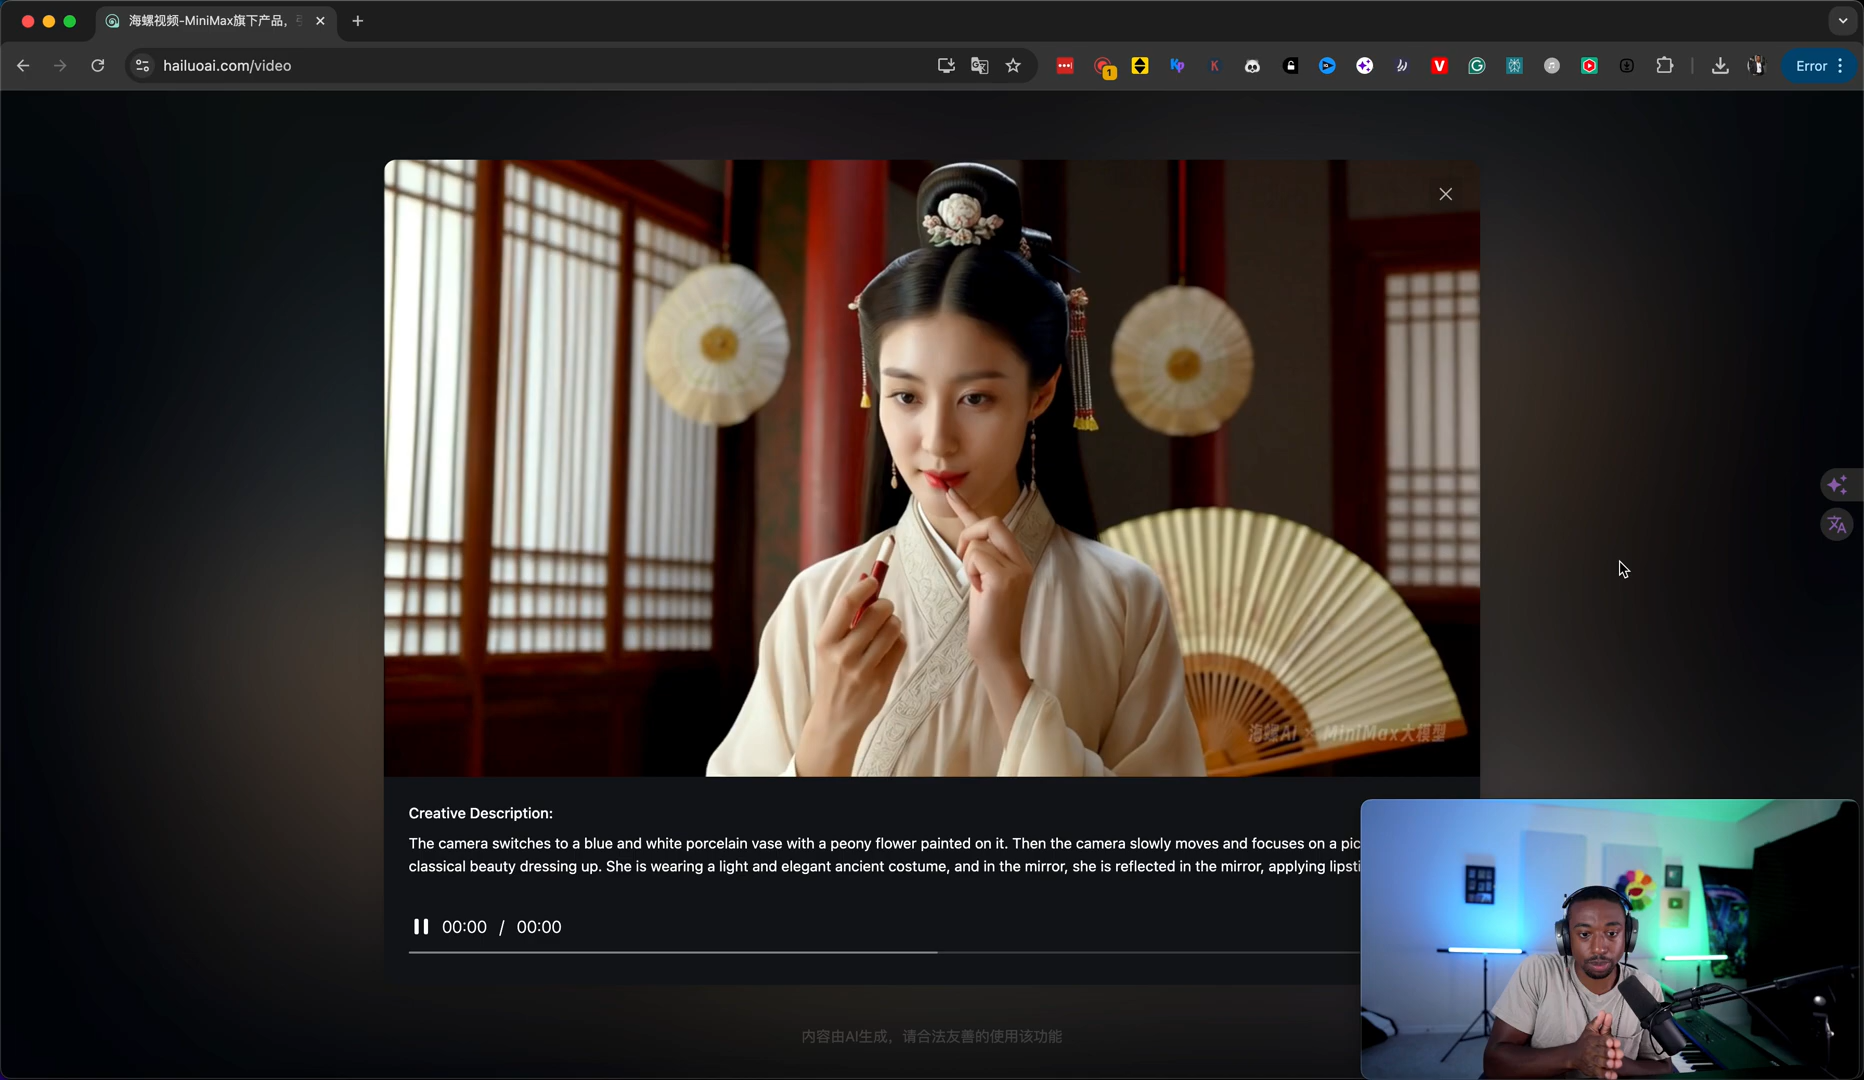 海螺视频-MiniMax旗下产品，
hailuoai.com/video
1
Error
海螺AI × MiniMax大模型
Creative Description:
The camera switches to a blue and white porcelain vase with a peony flower painted on it. Then the camera slowly moves and focuses on a pic
classical beauty dressing up. She is wearing a light and elegant ancient costume, and in the mirror, she is reflected in the mirror, applying lipsti
00:00 / 00:00
内容由AI生成，请合法友善的使用该功能